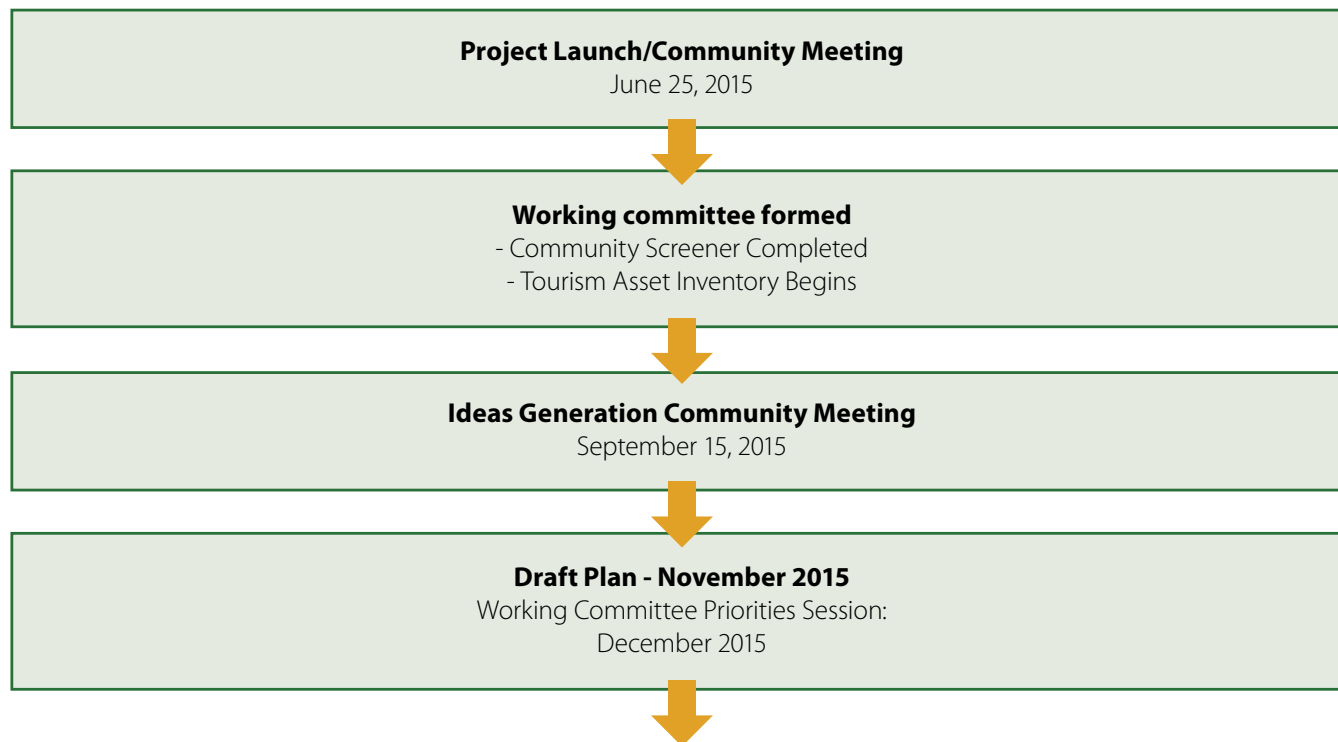 Project Launch/Community Meeting
June 25, 2015
Working committee formed
- Community Screener Completed
- Tourism Asset Inventory Begins
Ideas Generation Community Meeting
September 15, 2015
Draft Plan - November 2015
Working Committee Priorities Session:
December 2015